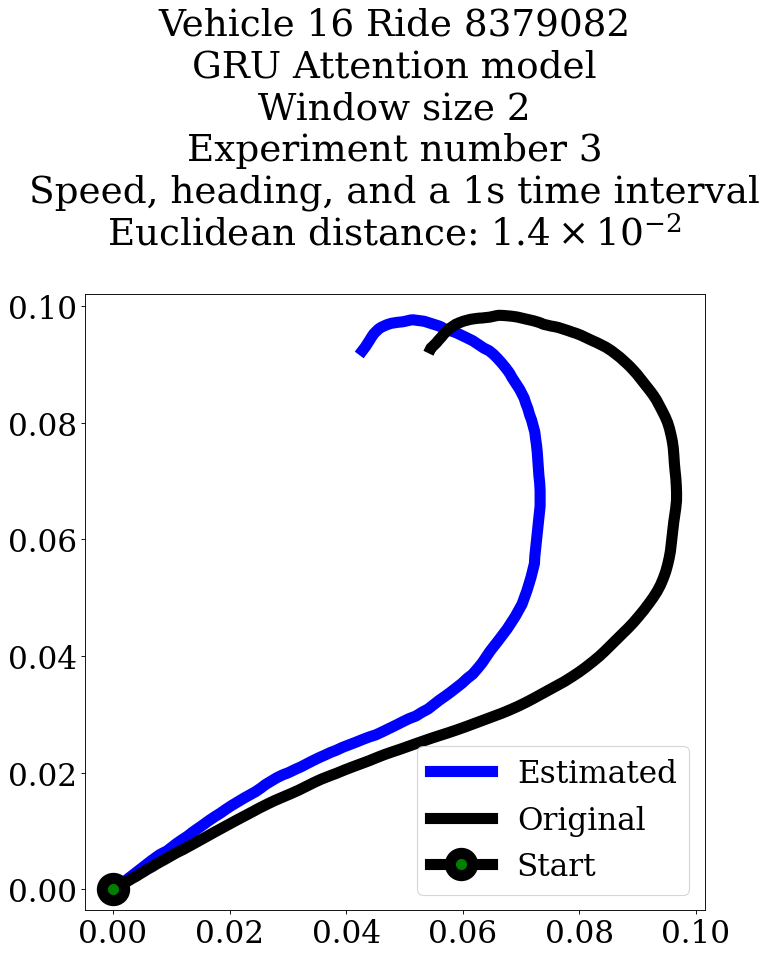 Vehicle 16 Ride 8379082
GRU Attention model
Window size 2
Experiment number 3
Speed, heading, and a 1s time interval
Euclidean distance: 1.4 × 10⁻²
0.10
0.08
0.06
0.04
0.02
0.00
Estimated
Original
Start
0.00 0.02 0.04 0.06 0.08 0.10